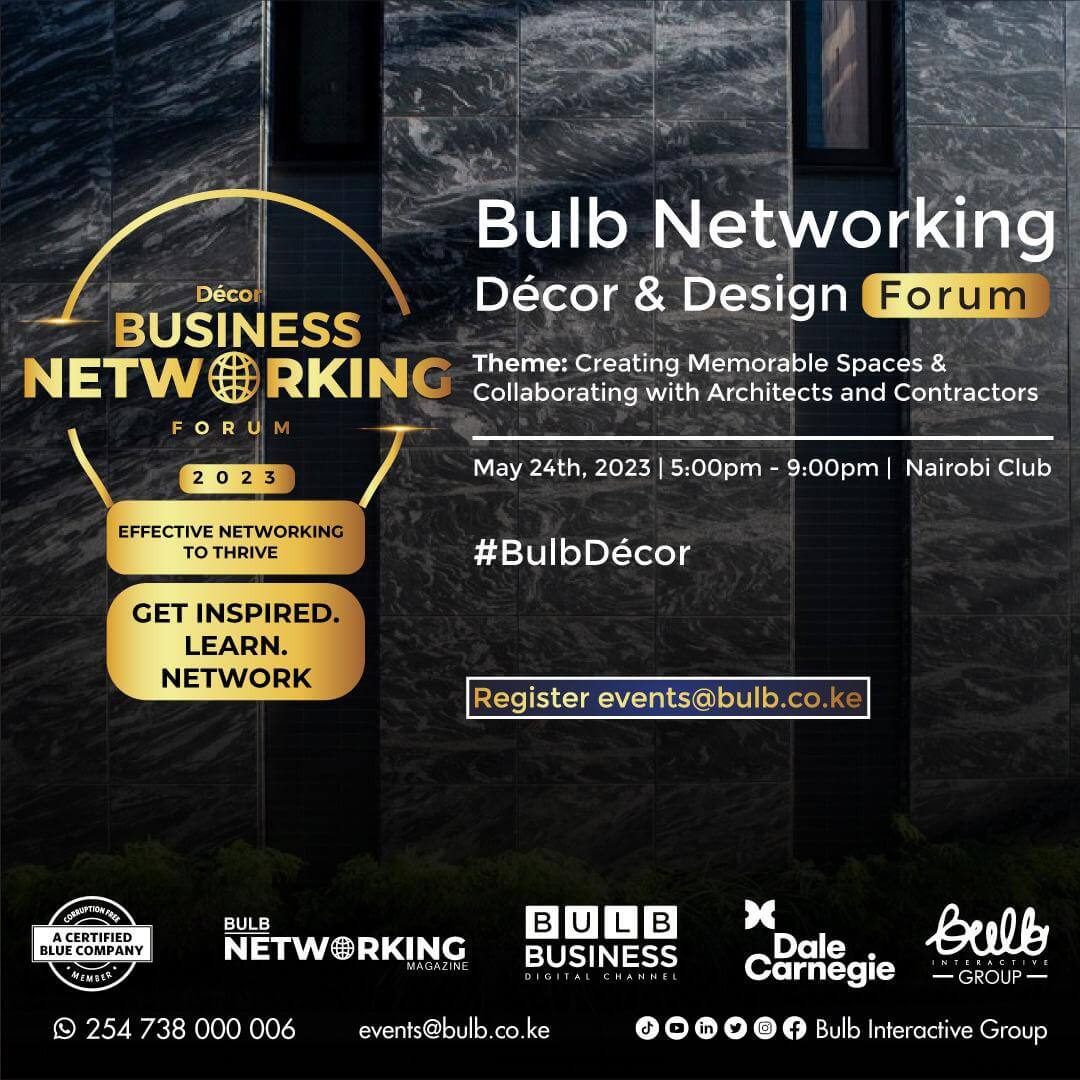 Décor
BUSINESS
NETWORKING
FORUM
2023
EFFECTIVE NETWORKING
TO THRIVE
GET INSPIRED.
LEARN.
NETWORK
Bulb Networking
Décor & Design Forum
Theme: Creating Memorable Spaces &
Collaborating with Architects and Contractors
May 24th, 2023 | 5:00pm - 9:00pm | Nairobi Club
#BulbDécor
Register events@bulb.co.ke
CORRUPTION FREE
A CERTIFIED
BLUE COMPANY
MEMBER
BULB
NETWORKING
MAGAZINE
BULB
BUSINESS
DIGITAL CHANNEL
Dale
Carnegie
Bulb
INTERACTIVE
GROUP
254 738 000 006
events@bulb.co.ke
Bulb Interactive Group